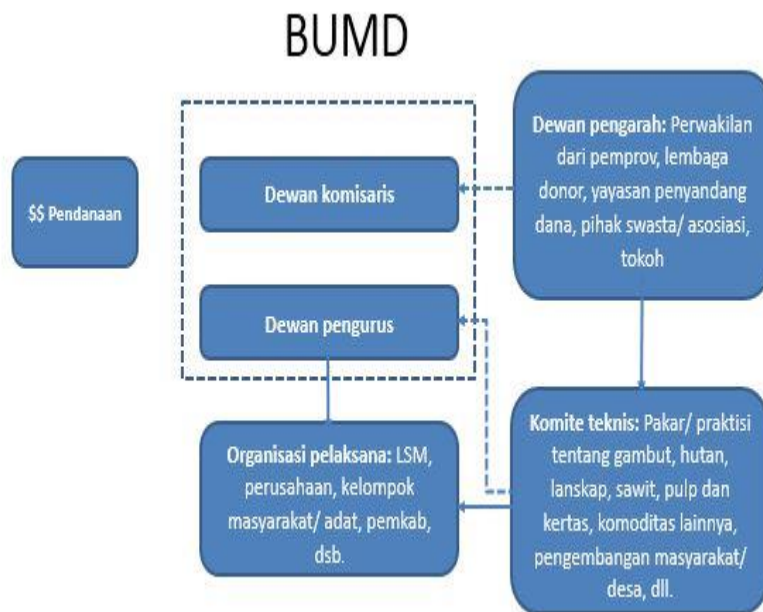 BUMD
$$ Pendanaan
Dewan komisaris
Dewan pengurus
Dewan pengarah: Perwakilan
dari pemprov, lembaga
donor, yayasan penyandang
dana, pihak swasta/ asosiasi,
tokoh
Organisasi pelaksana: LSM,
perusahaan, kelompok
masyarakat/ adat, pemkab,
dsb.
Komite teknis: Pakar/ praktisi
tentang gambut, hutan,
lanskap, sawit, pulp dan
kertas, komoditas lainnya,
pengembangan masyarakat/
desa, dll.